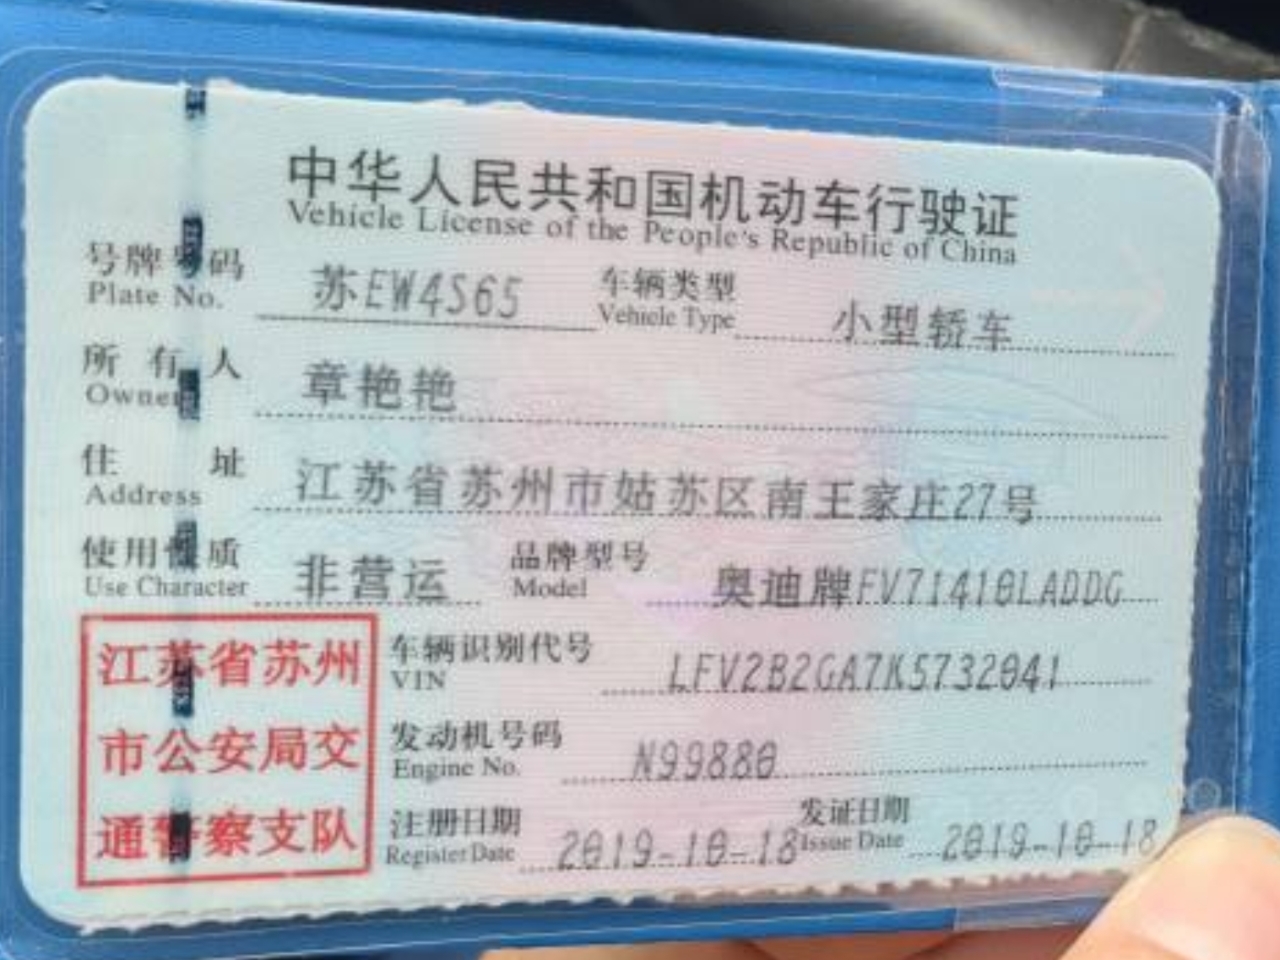 中华人民共和国机动车行驶证
Vehicle License of the People's Republic of China
号牌号码 苏EW4S65 车辆类型 小型轿车
Plate No. Vehicle Type
所有人 章艳艳
Owner
住址 江苏省苏州市姑苏区南王家庄27号
Address
使用性质 非营运 品牌型号 奥迪牌FV71410LADDG
Use Character Model
江苏省苏州
市公安局交
通警察支队
车辆识别代号 LFV2B2GA7K5732041
VIN
发动机号码 N99880
Engine No.
注册日期 2019-10-18 发证日期 2019-10-18
Register Date Issue Date